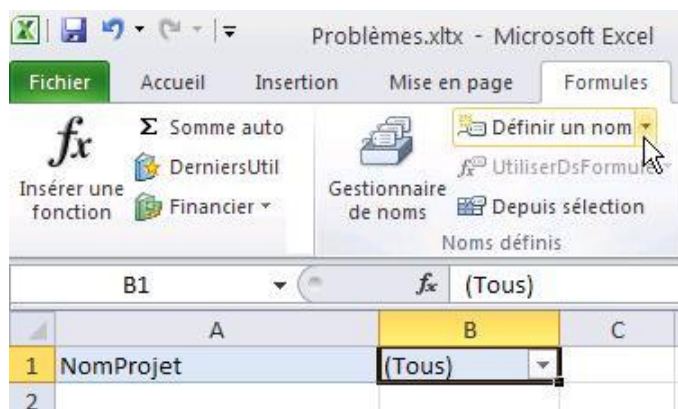 Problèmes.xltx - Microsoft Excel
Fichier Accueil Insertion Mise en page Formules
fx Insérer une fonction
Σ Somme auto
DerniersUtil
Financier
Gestionnaire de noms
Définir un nom
UtiliserDsFormule
Depuis sélection
Noms définis
B1 fx (Tous)
A B C
1 NomProjet (Tous)
2